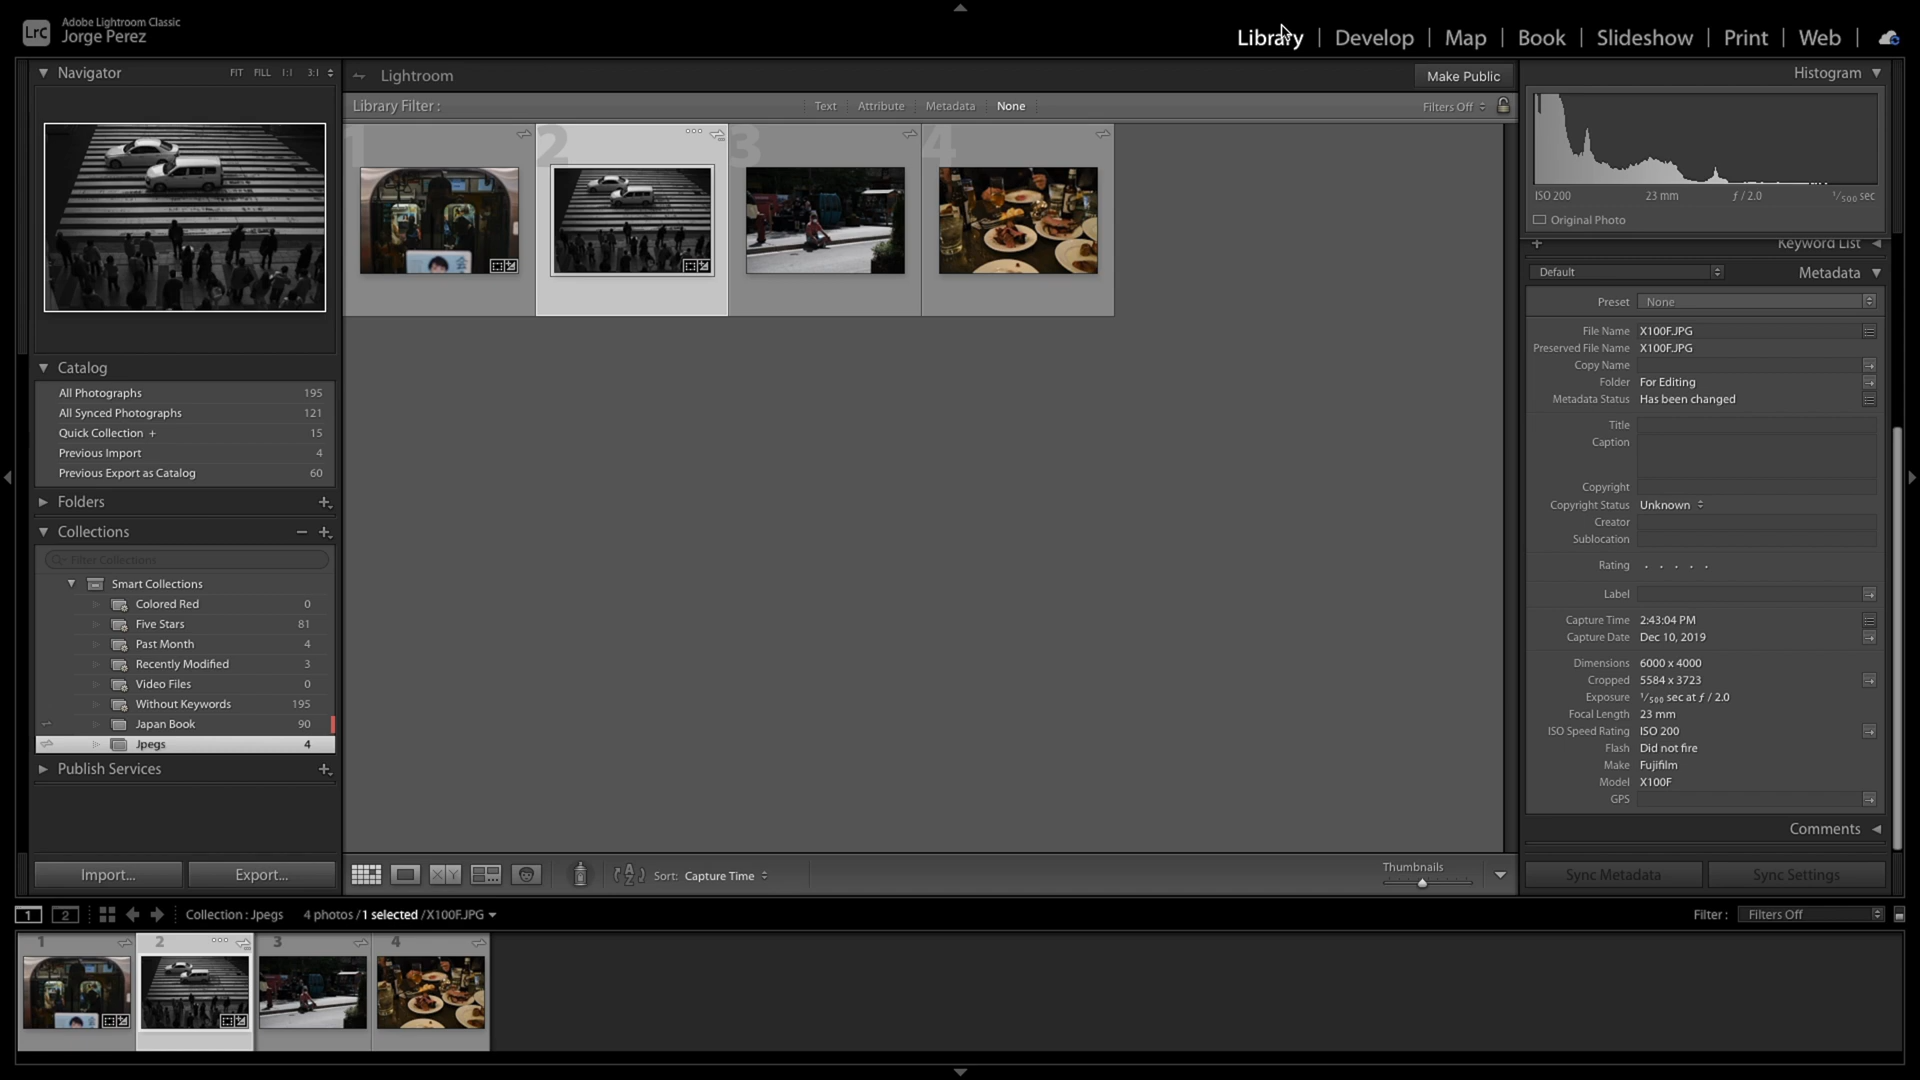 LrC
Adobe Lightroom Classic
Jorge Perez
Library | Develop | Map | Book | Slideshow | Print | Web |
Navigator
FIT FILL 1:1 3:1
Catalog
All Photographs 195
All Synced Photographs 121
Quick Collection + 15
Previous Import 4
Previous Export as Catalog 60
Folders
Collections
Filter Collections
Smart Collections
Colored Red 0
Five Stars 81
Past Month 4
Recently Modified 3
Video Files 0
Without Keywords 195
Japan Book 90
Jpegs 4
Publish Services
Import... Export...
Lightroom Make Public
Library Filter : Text Attribute Metadata None Filters Off
1 2 3 4
Sort: Capture Time Thumbnails
Histogram
ISO 200 23 mm ƒ / 2.0 1/500 sec
Original Photo
Keyword List
Default Metadata
Preset None
File Name X100F.JPG
Preserved File Name X100F.JPG
Copy Name
Folder For Editing
Metadata Status Has been changed
Title
Caption
Copyright
Copyright Status Unknown
Creator
Sublocation
Rating . . . . .
Label
Capture Time 2:43:04 PM
Capture Date Dec 10, 2019
Dimensions 6000 x 4000
Cropped 5584 x 3723
Exposure 1/500 sec at ƒ / 2.0
Focal Length 23 mm
ISO Speed Rating ISO 200
Flash Did not fire
Make Fujifilm
Model X100F
GPS
Comments
Sync Metadata Sync Settings
1 2 Collection : Jpegs 4 photos / 1 selected / X100F.JPG Filter : Filters Off
1 2 3 4